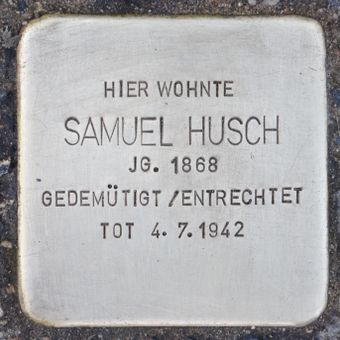 HIER WOHNTE
SAMUEL HUSCH
JG. 1868
GEDEMÜTIGT / ENTRECHTET
TOT 4.7.1942